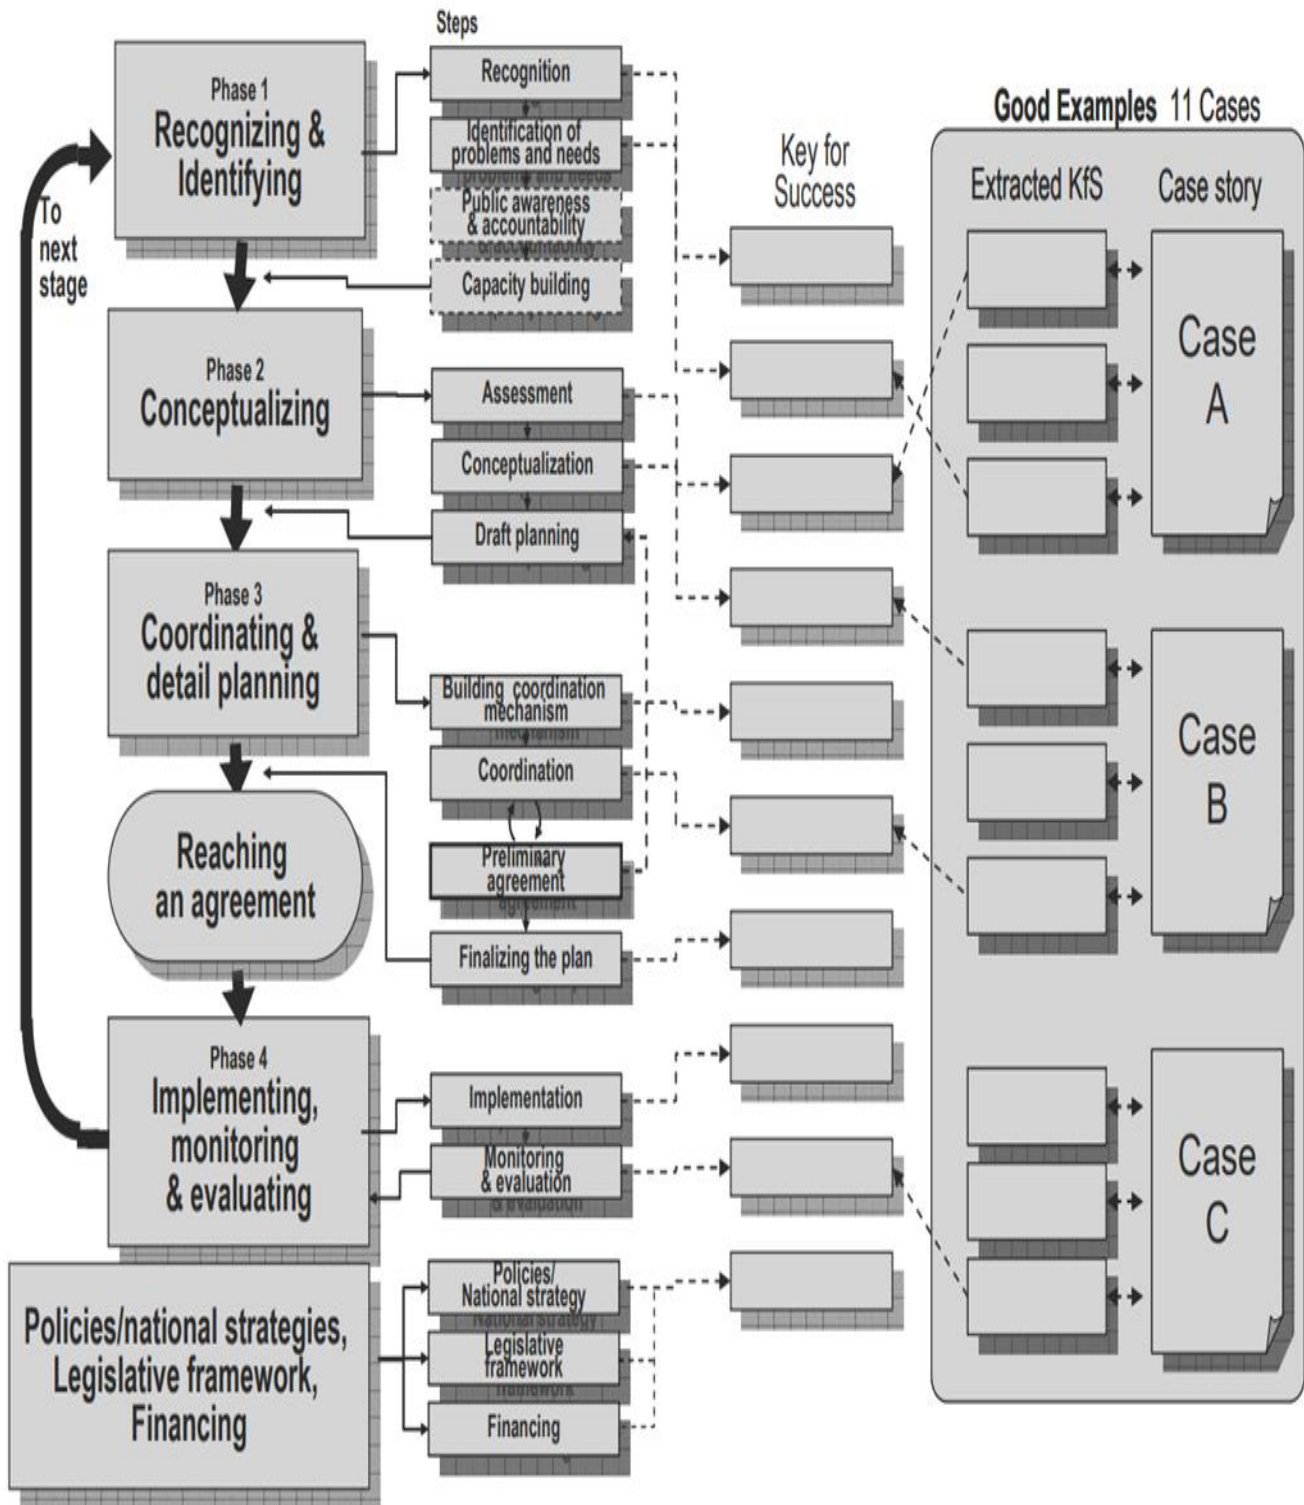 Steps
Phase 1
Recognizing &
Identifying
To
next
stage
Recognition
Identification of
problems and needs
Public awareness
& accountability
Capacity building
Phase 2
Conceptualizing
Assessment
Conceptualization
Draft planning
Phase 3
Coordinating &
detail planning
Building coordination
mechanism
Coordination
Preliminary
agreement
Finalizing the plan
Reaching
an agreement
Phase 4
Implementing,
monitoring
& evaluating
Implementation
Monitoring
& evaluation
Policies/national strategies,
Legislative framework,
Financing
Policies/
National strategy
Legislative
framework
Financing
Key for
Success
Good Examples 11 Cases
Extracted KfS
Case story
Case
A
Case
B
Case
C